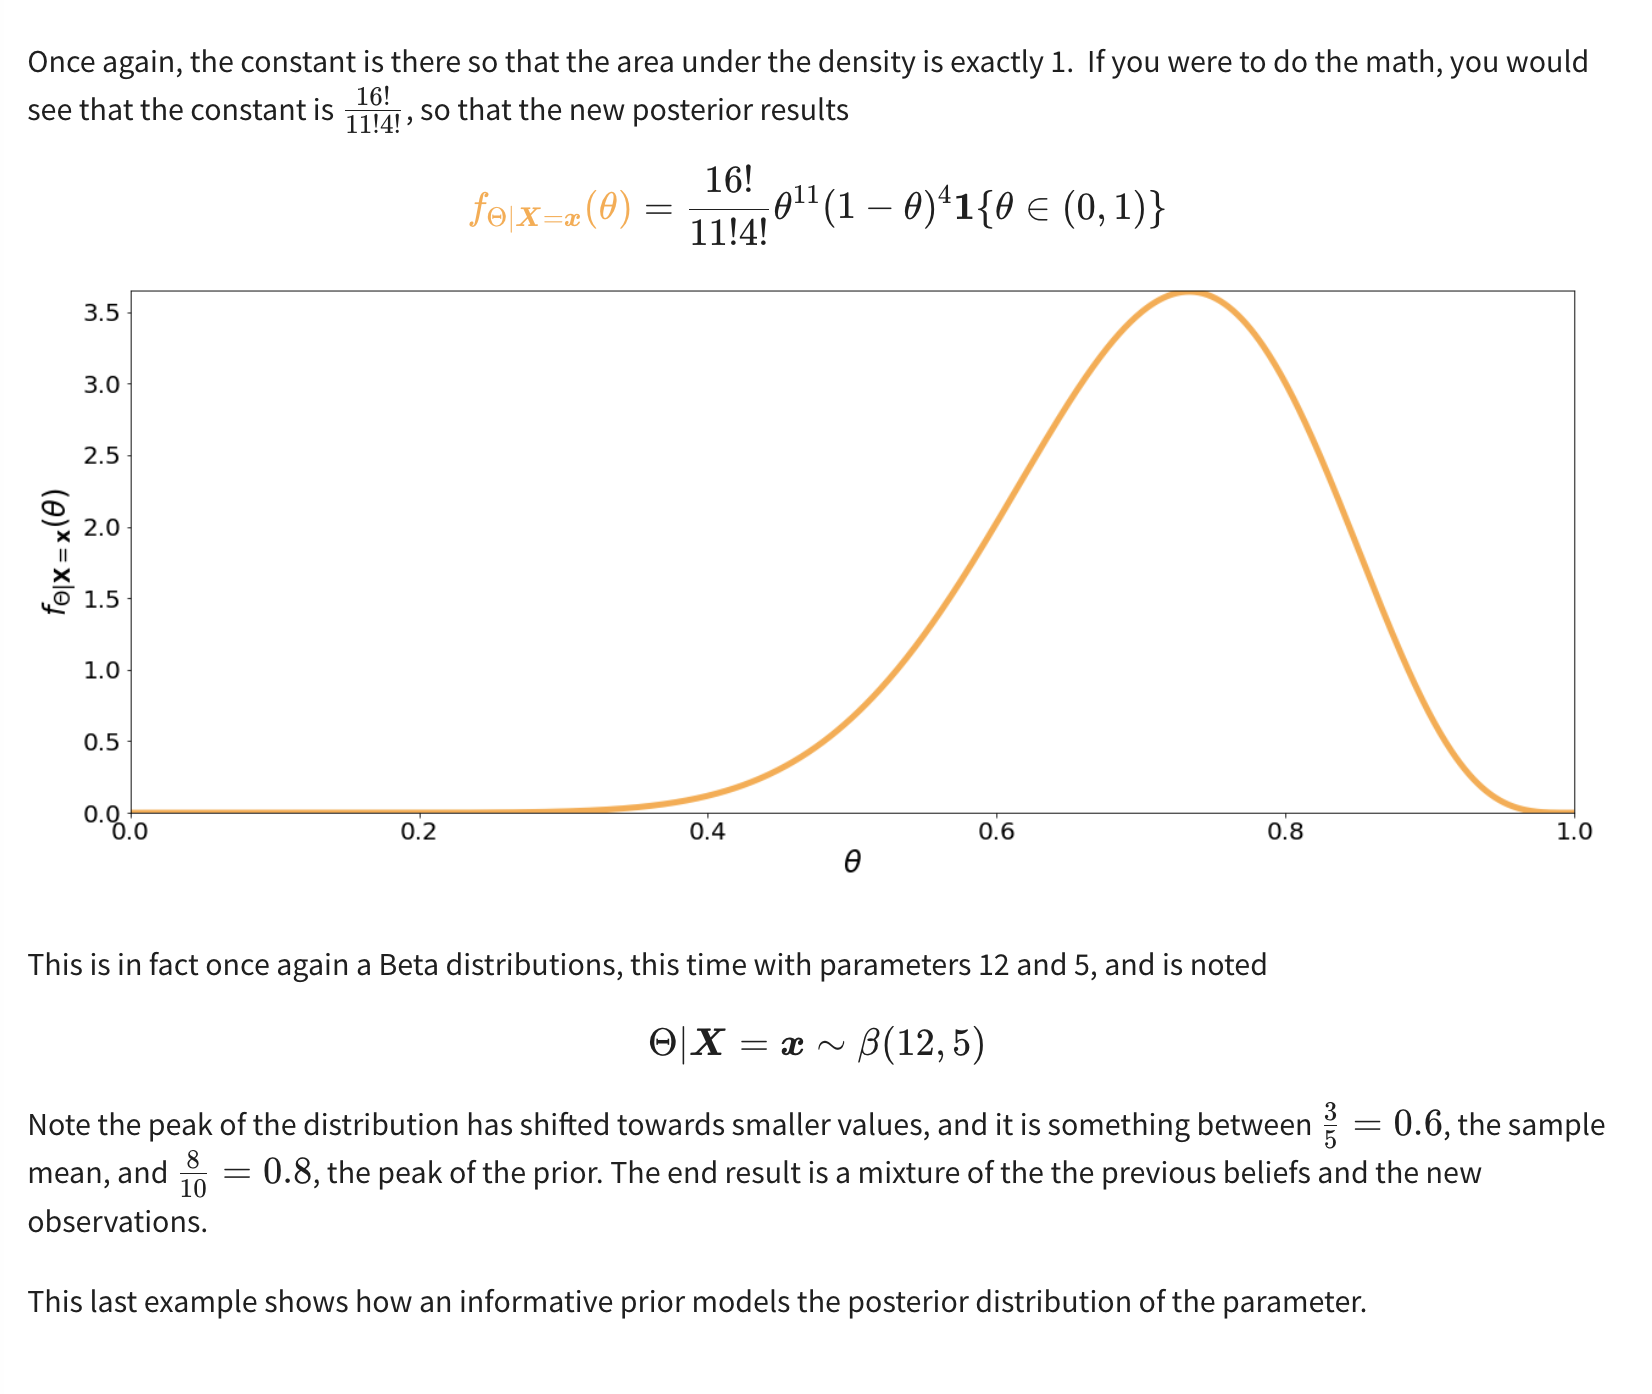 Once again, the constant is there so that the area under the density is exactly 1. If you were to do the math, you would
see that the constant is $\frac{16!}{11!4!}$, so that the new posterior results
$f_{\Theta|\boldsymbol{X}=\boldsymbol{x}}(\theta) = \frac{16!}{11!4!}\theta^{11}(1-\theta)^4\mathbf{1}\{\theta \in (0,1)\}$
3.5
3.0
2.5
2.0
1.5
1.0
0.5
0.0
$f_{\Theta|\mathbf{X}=\mathbf{x}}(\theta)$
0.0 0.2 0.4 0.6 0.8 1.0
θ
This is in fact once again a Beta distributions, this time with parameters 12 and 5, and is noted
$\Theta|\boldsymbol{X} = \boldsymbol{x} \sim \beta(12,5)$
Note the peak of the distribution has shifted towards smaller values, and it is something between $\frac{3}{5} = 0.6$, the sample
mean, and $\frac{8}{10} = 0.8$, the peak of the prior. The end result is a mixture of the the previous beliefs and the new
observations.
This last example shows how an informative prior models the posterior distribution of the parameter.